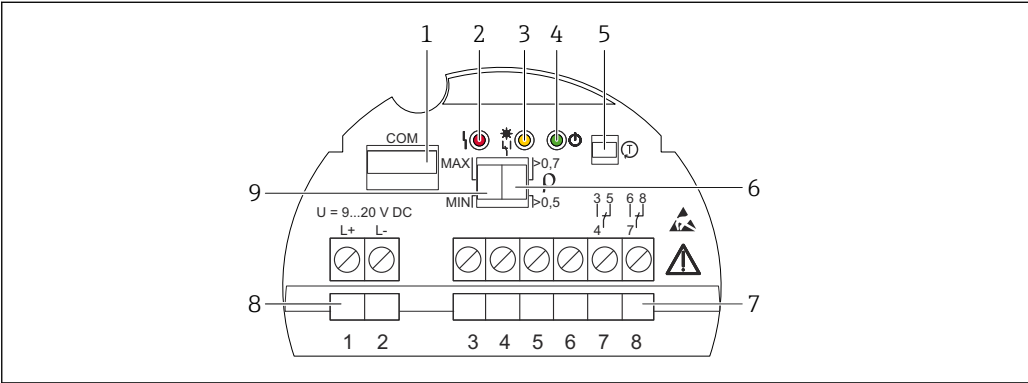 1 2 3 4 5
COM
MAX >0,7
ρ
9 6
MIN >0,5
3 5 6 8
4 7
U = 9...20 V DC
L+ L-
8 7
1 2 3 4 5 6 7 8
T